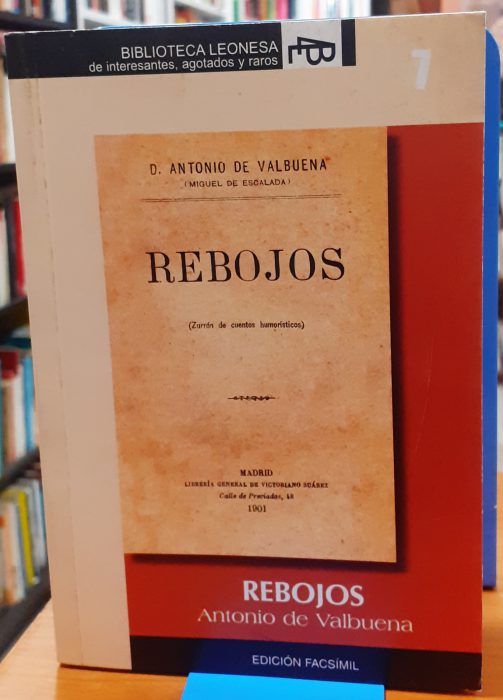 BIBLIOTECA LEONESA
de interesantes, agotados y raros
BLE
7
D. ANTONIO DE VALBUENA
(MIGUEL DE ESCALADA)
REBOJOS
(Zurrón de cuentos humorísticos)
MADRID
LIBRERÍA GENERAL DE VICTORIANO SUÁREZ
Calle de Preciados, 48
1901
REBOJOS
Antonio de Valbuena
EDICIÓN FACSÍMIL